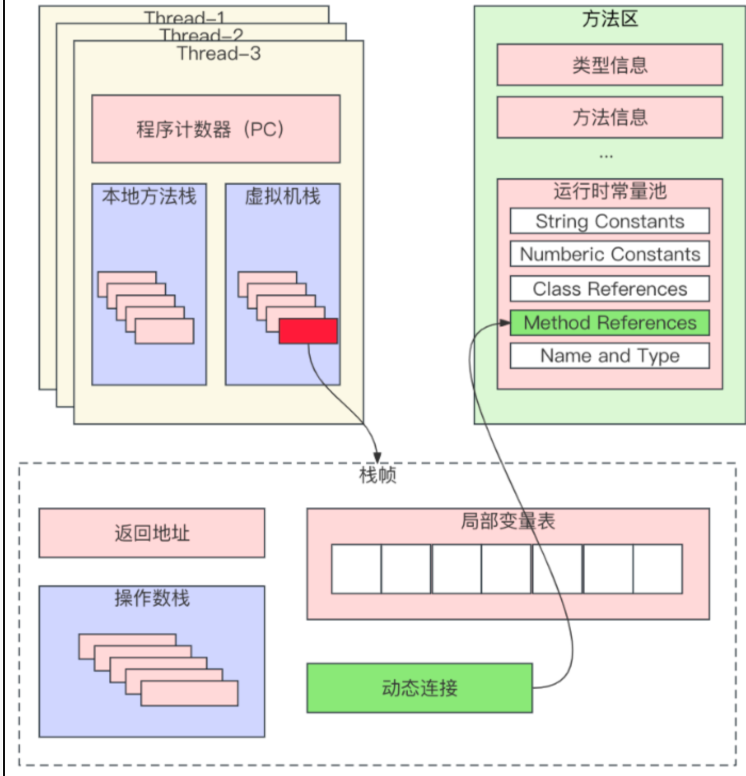 Thread-1
Thread-2
Thread-3
程序计数器（PC）
本地方法栈
虚拟机栈
方法区
类型信息
方法信息
...
运行时常量池
String Constants
Numberic Constants
Class References
Method References
Name and Type
栈帧
返回地址
局部变量表
操作数栈
动态连接